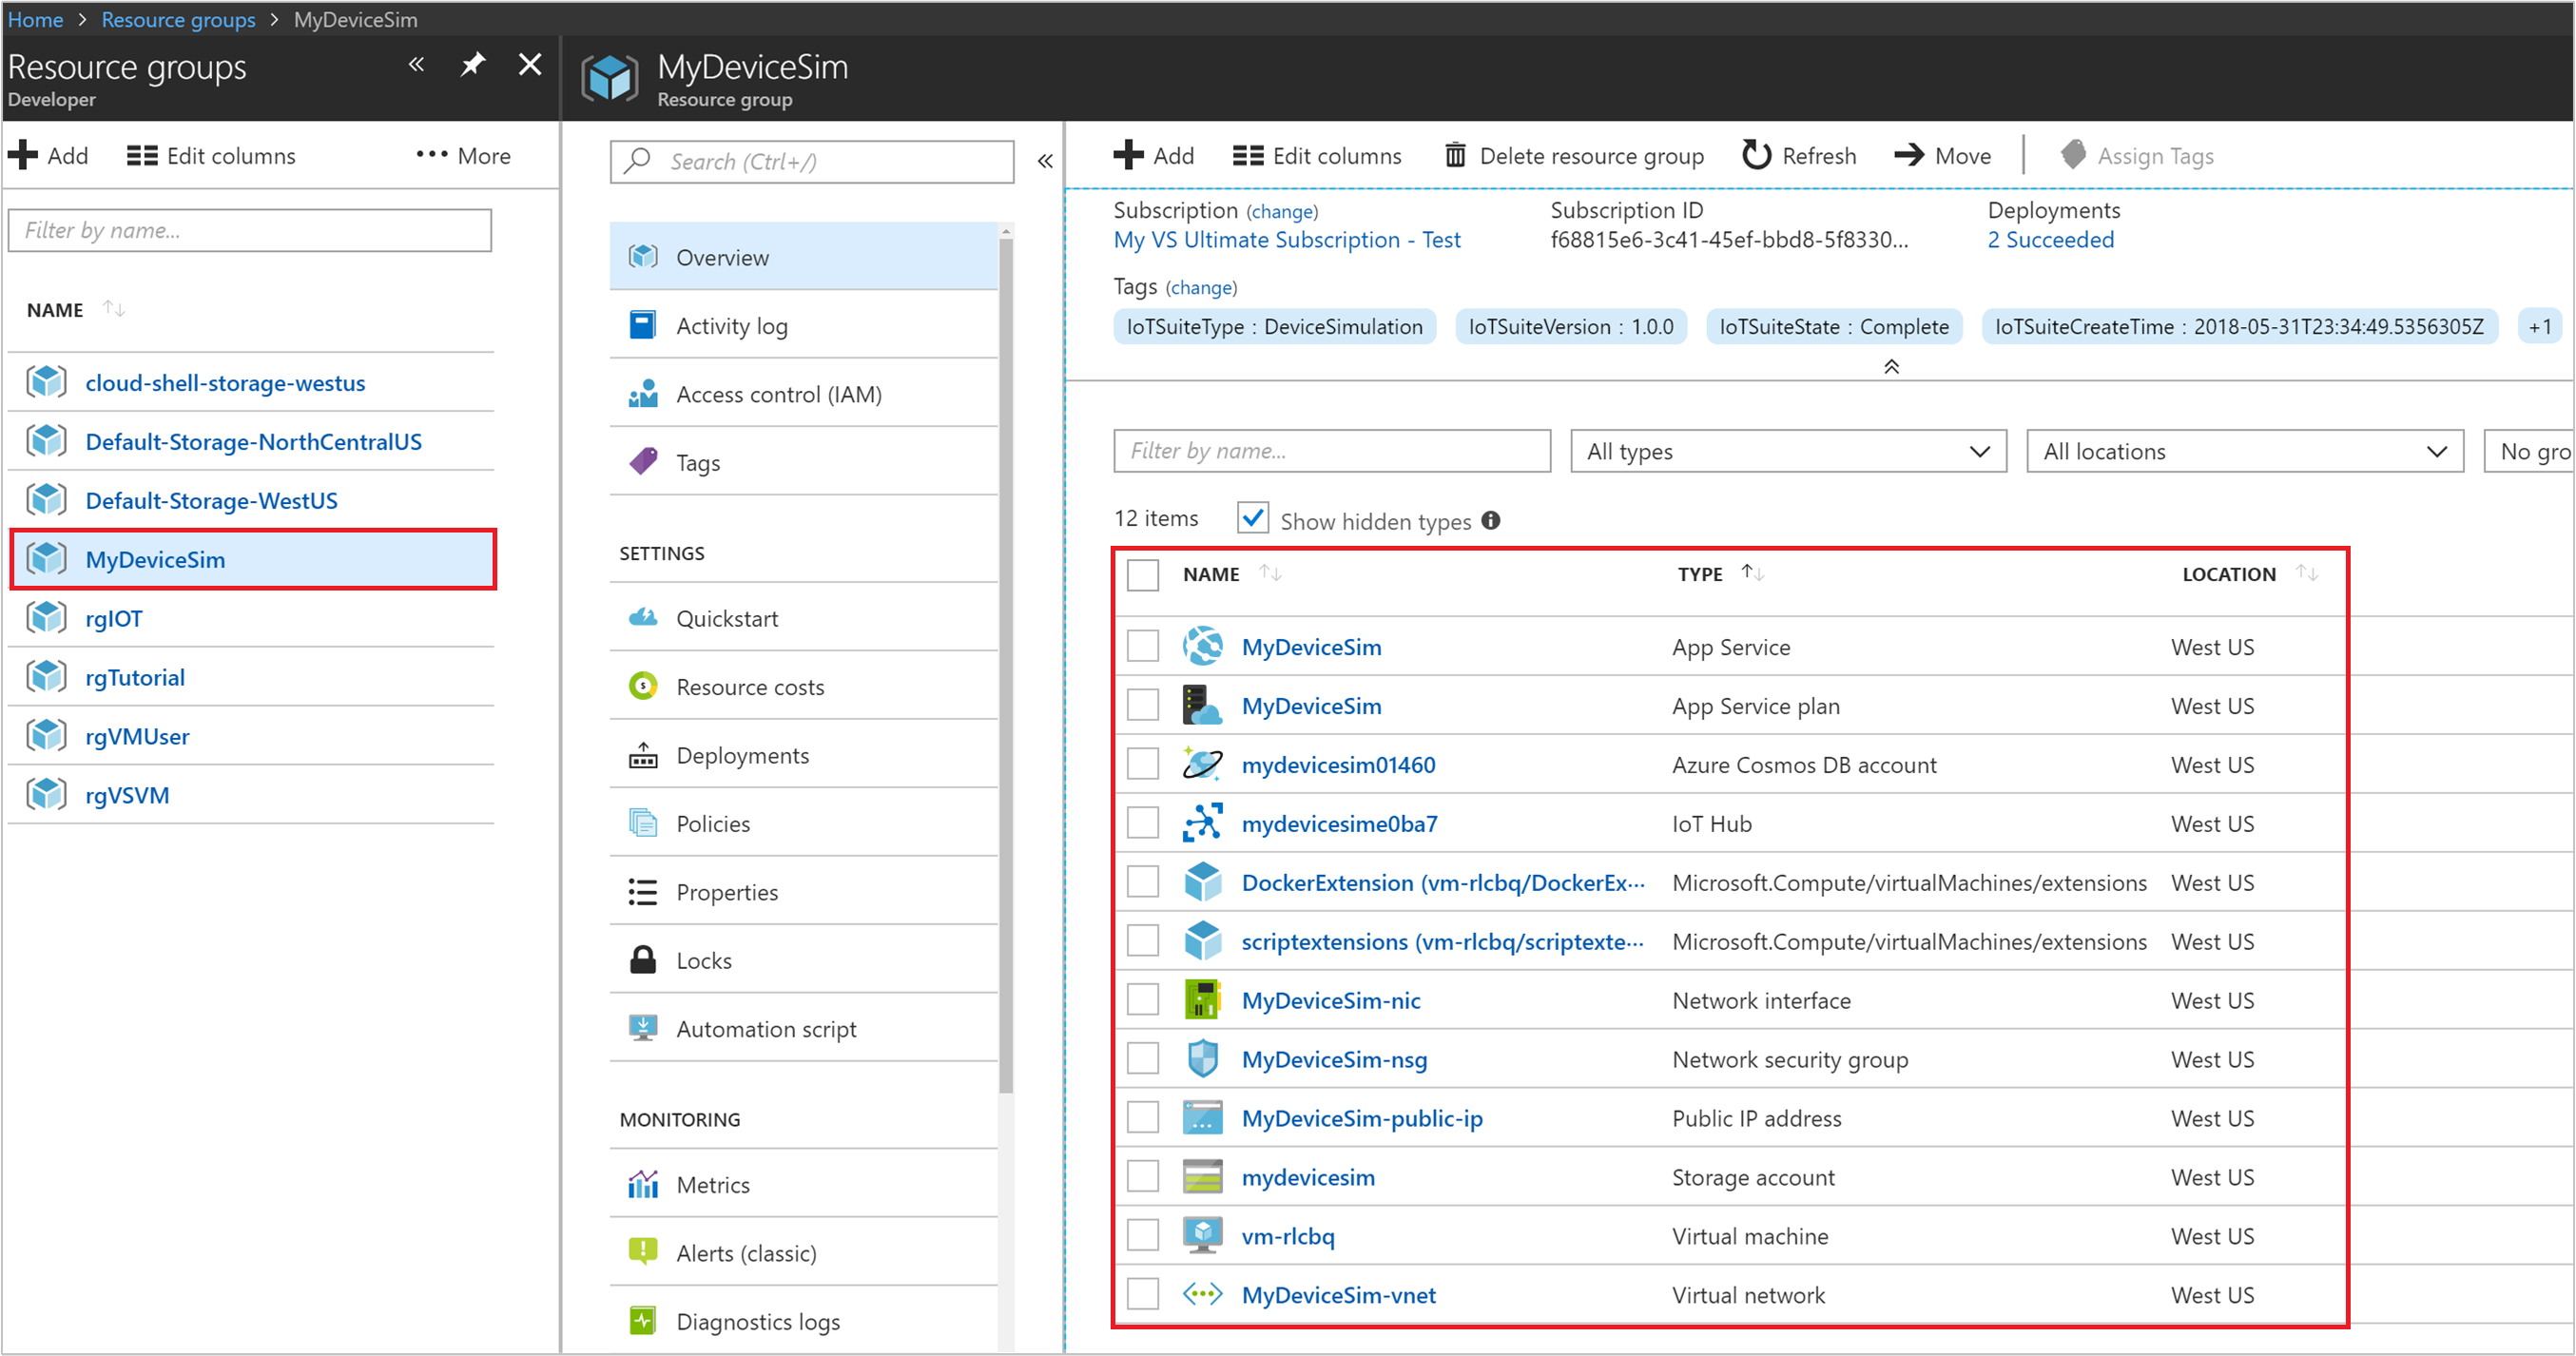 Home > Resource groups > MyDeviceSim
Resource groups
Developer
Add
Edit columns
More
Filter by name...
NAME
cloud-shell-storage-westus
Default-Storage-NorthCentralUS
Default-Storage-WestUS
MyDeviceSim
rgIOT
rgTutorial
rgVMUser
rgVSVM
MyDeviceSim
Resource group
Search (Ctrl+/)
Overview
Activity log
Access control (IAM)
Tags
SETTINGS
Quickstart
Resource costs
Deployments
Policies
Properties
Locks
Automation script
MONITORING
Metrics
Alerts (classic)
Diagnostics logs
Add Edit columns Delete resource group Refresh Move Assign Tags
Subscription (change) Subscription ID Deployments
My VS Ultimate Subscription - Test f68815e6-3c41-45ef-bbd8-5f8330... 2 Succeeded
Tags (change)
IoTSuiteType : DeviceSimulation IoTSuiteVersion : 1.0.0 IoTSuiteState : Complete IoTSuiteCreateTime : 2018-05-31T23:34:49.5356305Z +1
Filter by name... All types All locations No gro
12 items Show hidden types
NAME TYPE LOCATION
MyDeviceSim App Service West US
MyDeviceSim App Service plan West US
mydevicesim01460 Azure Cosmos DB account West US
mydevicesime0ba7 IoT Hub West US
DockerExtension (vm-rlcbq/DockerEx... Microsoft.Compute/virtualMachines/extensions West US
scriptextensions (vm-rlcbq/scriptexte... Microsoft.Compute/virtualMachines/extensions West US
MyDeviceSim-nic Network interface West US
MyDeviceSim-nsg Network security group West US
MyDeviceSim-public-ip Public IP address West US
mydevicesim Storage account West US
vm-rlcbq Virtual machine West US
MyDeviceSim-vnet Virtual network West US